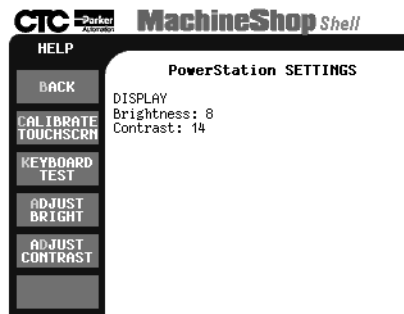 CTC Parker Automation MachineShop Shell
HELP
PowerStation SETTINGS
BACK
DISPLAY
Brightness: 8
Contrast: 14
CALIBRATE
TOUCHSCRN
KEYBOARD
TEST
ADJUST
BRIGHT
ADJUST
CONTRAST